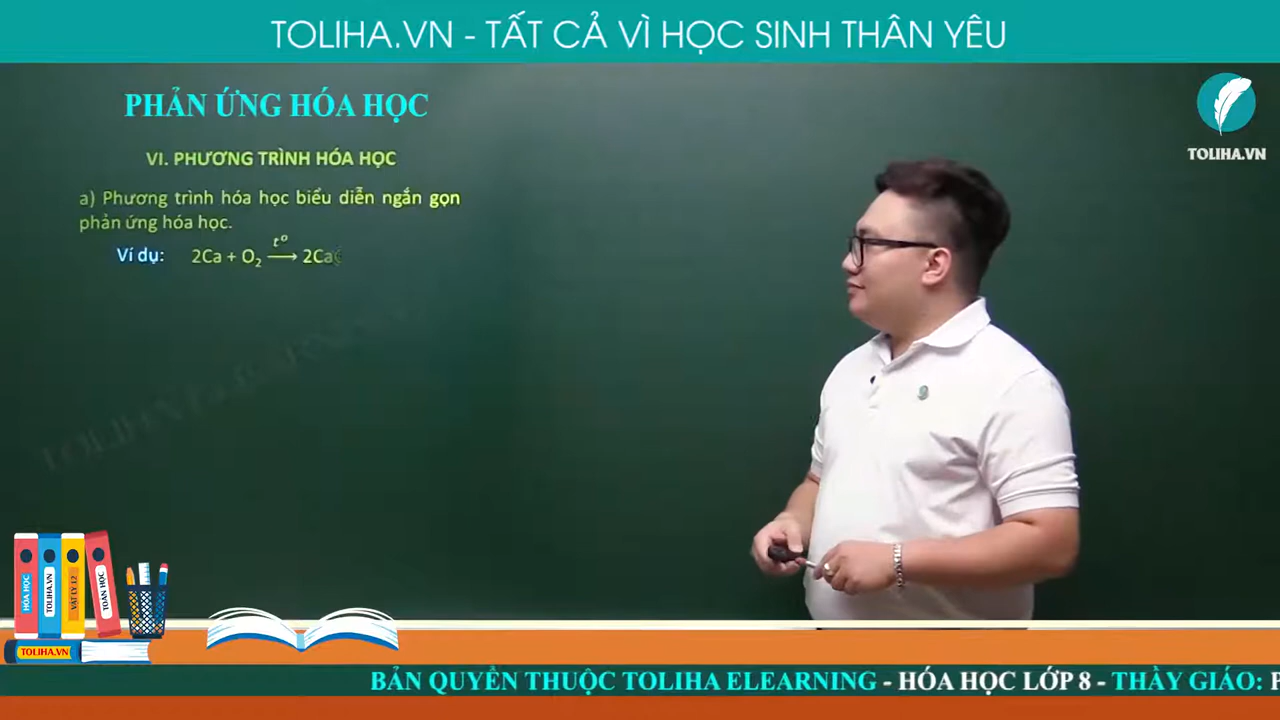 TOLIHA.VN - TẤT CẢ VÌ HỌC SINH THÂN YÊU
PHẢN ỨNG HÓA HỌC
TOLIHA.VN
VI. PHƯƠNG TRÌNH HÓA HỌC
a) Phương trình hóa học biểu diễn ngắn gọn
phản ứng hóa học.
Ví dụ: 2Ca + O₂ →(tᵒ) 2Ca
HÓA HỌC
TOLIHA.VN
VẬT LÝ 12
TOÁN HỌC
TOLIHA.VN
BẢN QUYỀN THUỘC TOLIHA ELEARNING - HÓA HỌC LỚP 8 - THẦY GIÁO: